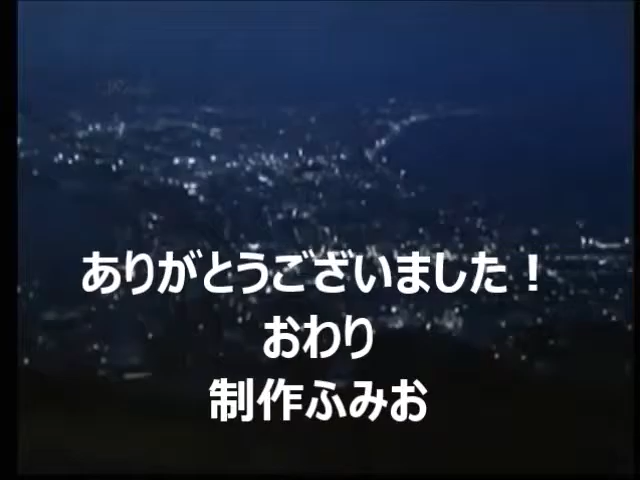 ありがとうございました！
おわり
制作ふみお